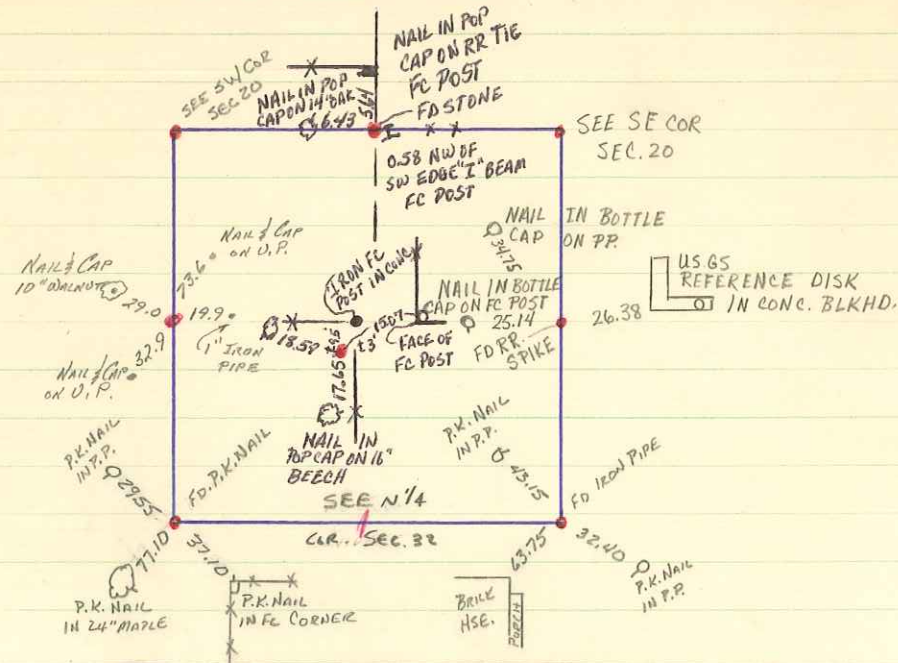 NAIL IN POP
CAP ON RR TIE
FC POST
FD STONE
SEE SW COR
SEC 20
NAIL IN POP
CAP ON 14" OAK
6.43
5.64
0.58 NW OF
SW EDGE "I" BEAM
FC POST
SEE SE COR
SEC. 20
NAIL IN BOTTLE
CAP ON P.P.
34.75
NAIL & CAP
ON U.P.
73.6
NAIL & CAP
10" WALNUT
29.0
19.9
1" IRON
PIPE
32.9
NAIL & CAP
ON U.P.
IRON FC
POST IN CONC
18.58
15.07
±3'
±95'
17.65
FACE OF
FC POST
NAIL IN BOTTLE
CAP ON FC POST
25.14
FD RR.
SPIKE
26.38
U.S.G.S
REFERENCE DISK
IN CONC. BLKHD.
NAIL IN
POP CAP ON 16"
BEECH
P.K. NAIL
IN P.P.
29.55
FD. P.K. NAIL
77.10
P.K. NAIL
IN 24" MAPLE
37.10
P.K. NAIL
IN FC CORNER
SEE N 1/4
COR. SEC. 32
P.K. NAIL
IN P.P.
43.15
FD IRON PIPE
63.75
BRICK
HSE.
PORCH
32.40
P.K. NAIL
IN P.P.